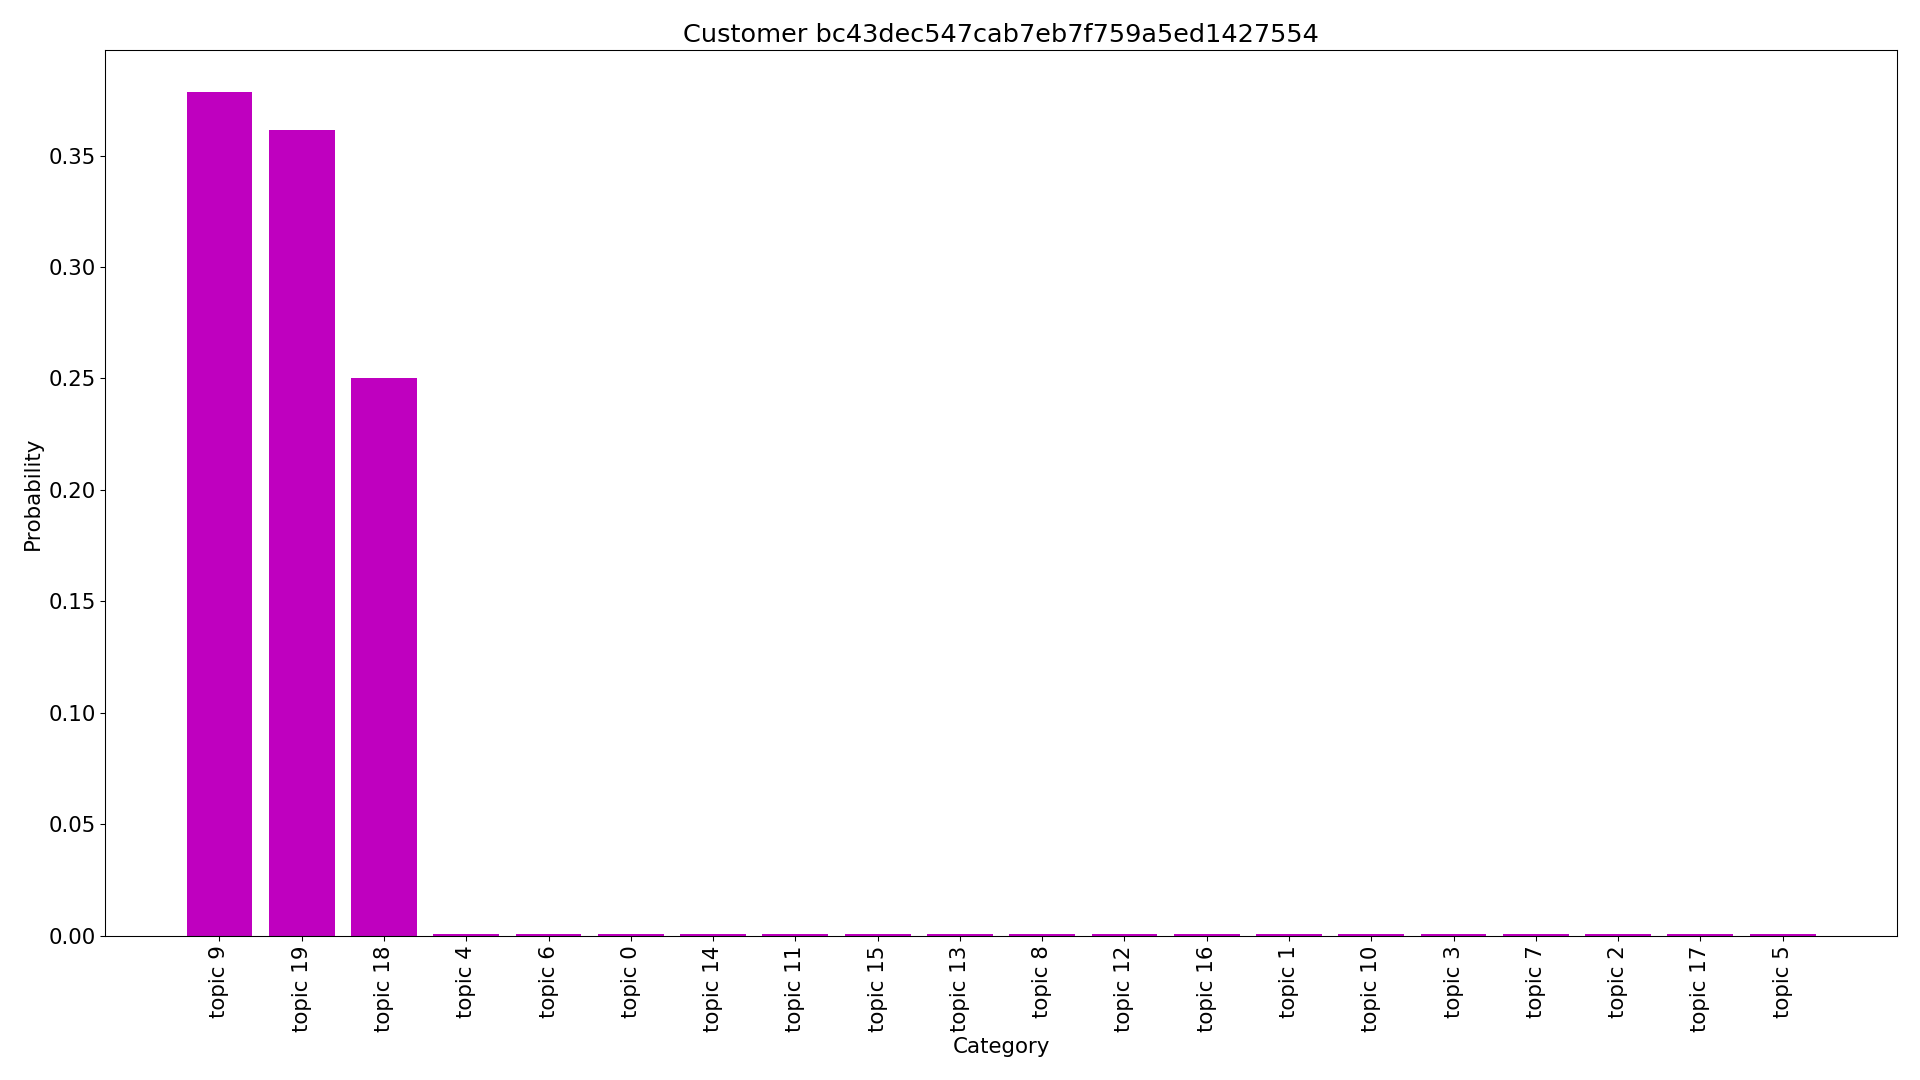 Customer bc43dec547cab7eb7f759a5ed1427554
Probability
0.35
0.30
0.25
0.20
0.15
0.10
0.05
0.00
topic 9
topic 19
topic 18
topic 4
topic 6
topic 0
topic 14
topic 11
topic 15
topic 13
topic 8
topic 12
topic 16
topic 1
topic 10
topic 3
topic 7
topic 2
topic 17
topic 5
Category